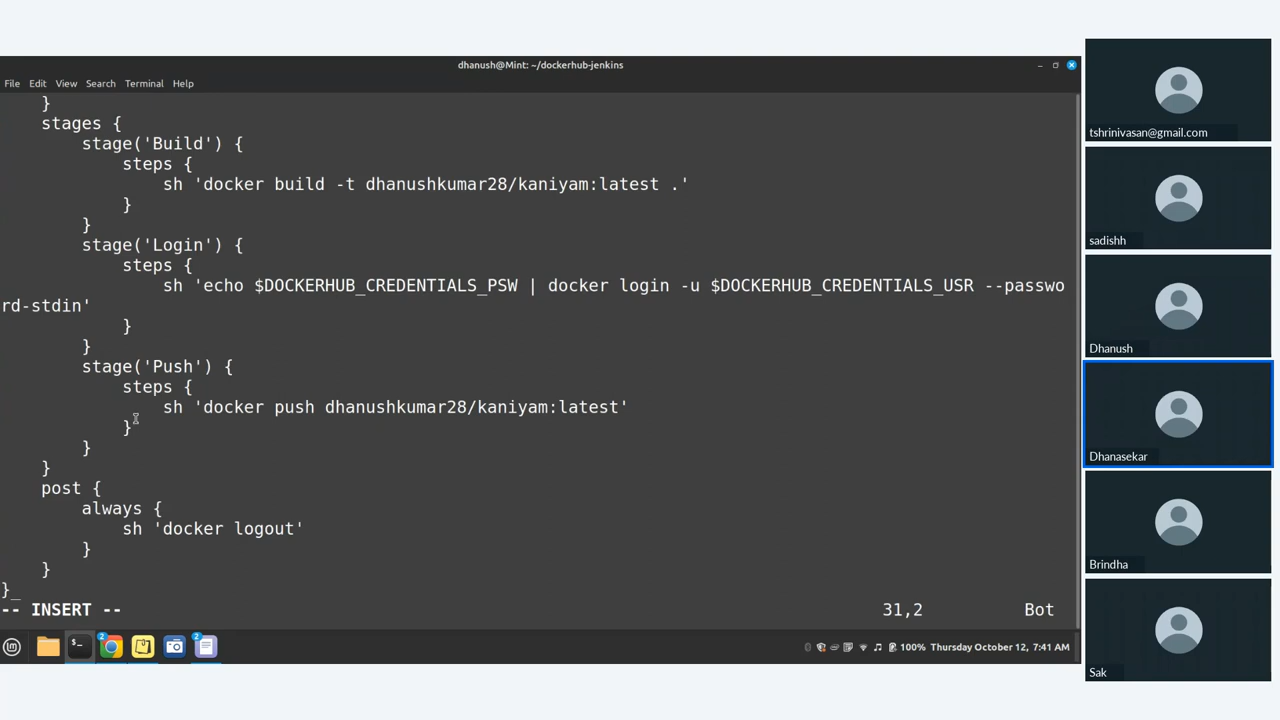 dhanush@Mint: ~/dockerhub-jenkins
File Edit View Search Terminal Help
    }
    stages {
        stage('Build') {
            steps {
                sh 'docker build -t dhanushkumar28/kaniyam:latest .'
            }
        }
        stage('Login') {
            steps {
                sh 'echo $DOCKERHUB_CREDENTIALS_PSW | docker login -u $DOCKERHUB_CREDENTIALS_USR --passwo
rd-stdin'
            }
        }
        stage('Push') {
            steps {
                sh 'docker push dhanushkumar28/kaniyam:latest'
            }
        }
    }
    post {
        always {
            sh 'docker logout'
        }
    }
}
-- INSERT -- 31,2 Bot
2 2 100% Thursday October 12, 7:41 AM
tshrinivasan@gmail.com
sadishh
Dhanush
Dhanasekar
Brindha
Sak